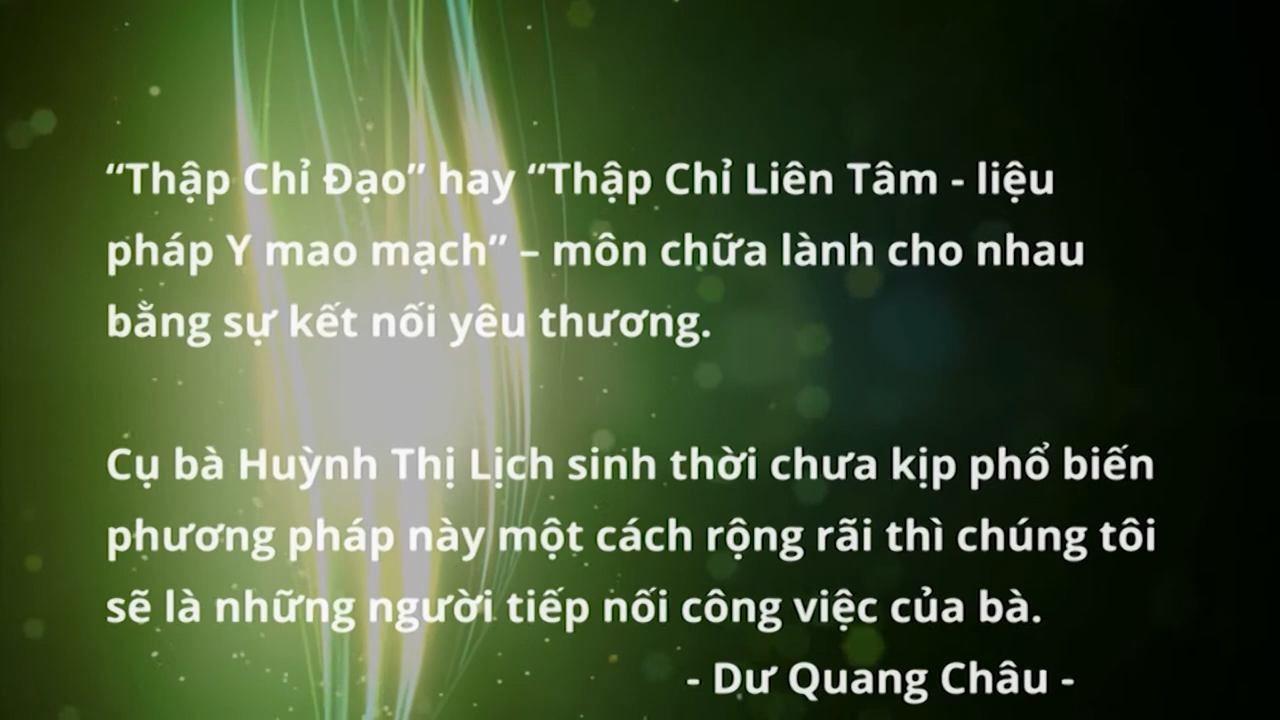 “Thập Chỉ Đạo” hay “Thập Chỉ Liên Tâm - liệu
pháp Y mao mạch” – môn chữa lành cho nhau
bằng sự kết nối yêu thương.
Cụ bà Huỳnh Thị Lịch sinh thời chưa kịp phổ biến
phương pháp này một cách rộng rãi thì chúng tôi
sẽ là những người tiếp nối công việc của bà.
- Dư Quang Châu -